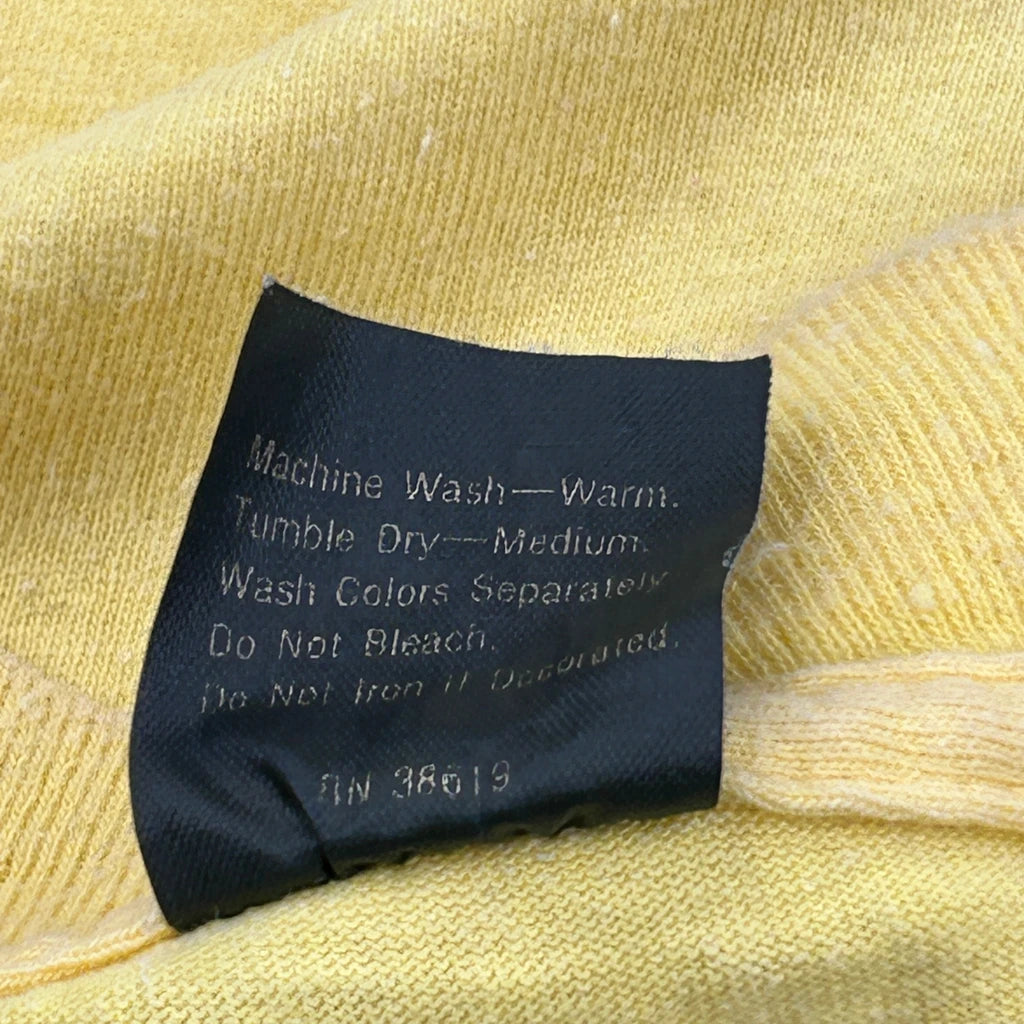 Machine Wash—Warm.
Tumble Dry—Medium.
Wash Colors Separately
Do Not Bleach.
Do Not Iron If Decorated.
RN 38619